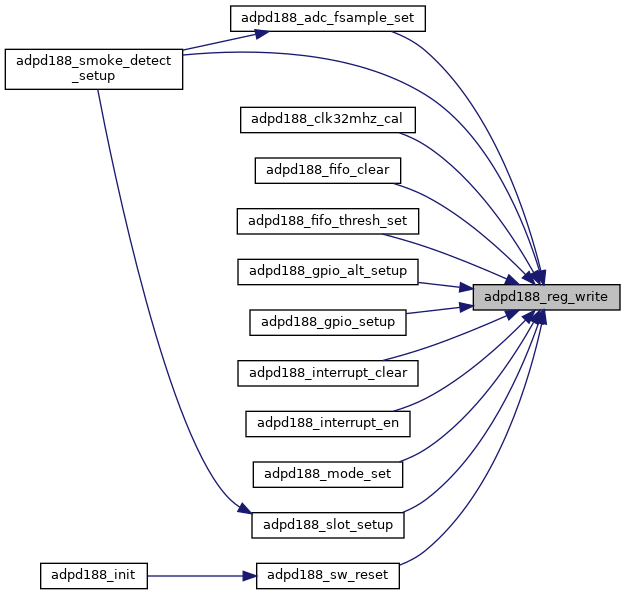 adpd188_adc_fsample_set
adpd188_smoke_detect
_setup
adpd188_clk32mhz_cal
adpd188_fifo_clear
adpd188_fifo_thresh_set
adpd188_gpio_alt_setup
adpd188_reg_write
adpd188_gpio_setup
adpd188_interrupt_clear
adpd188_interrupt_en
adpd188_mode_set
adpd188_slot_setup
adpd188_init
adpd188_sw_reset